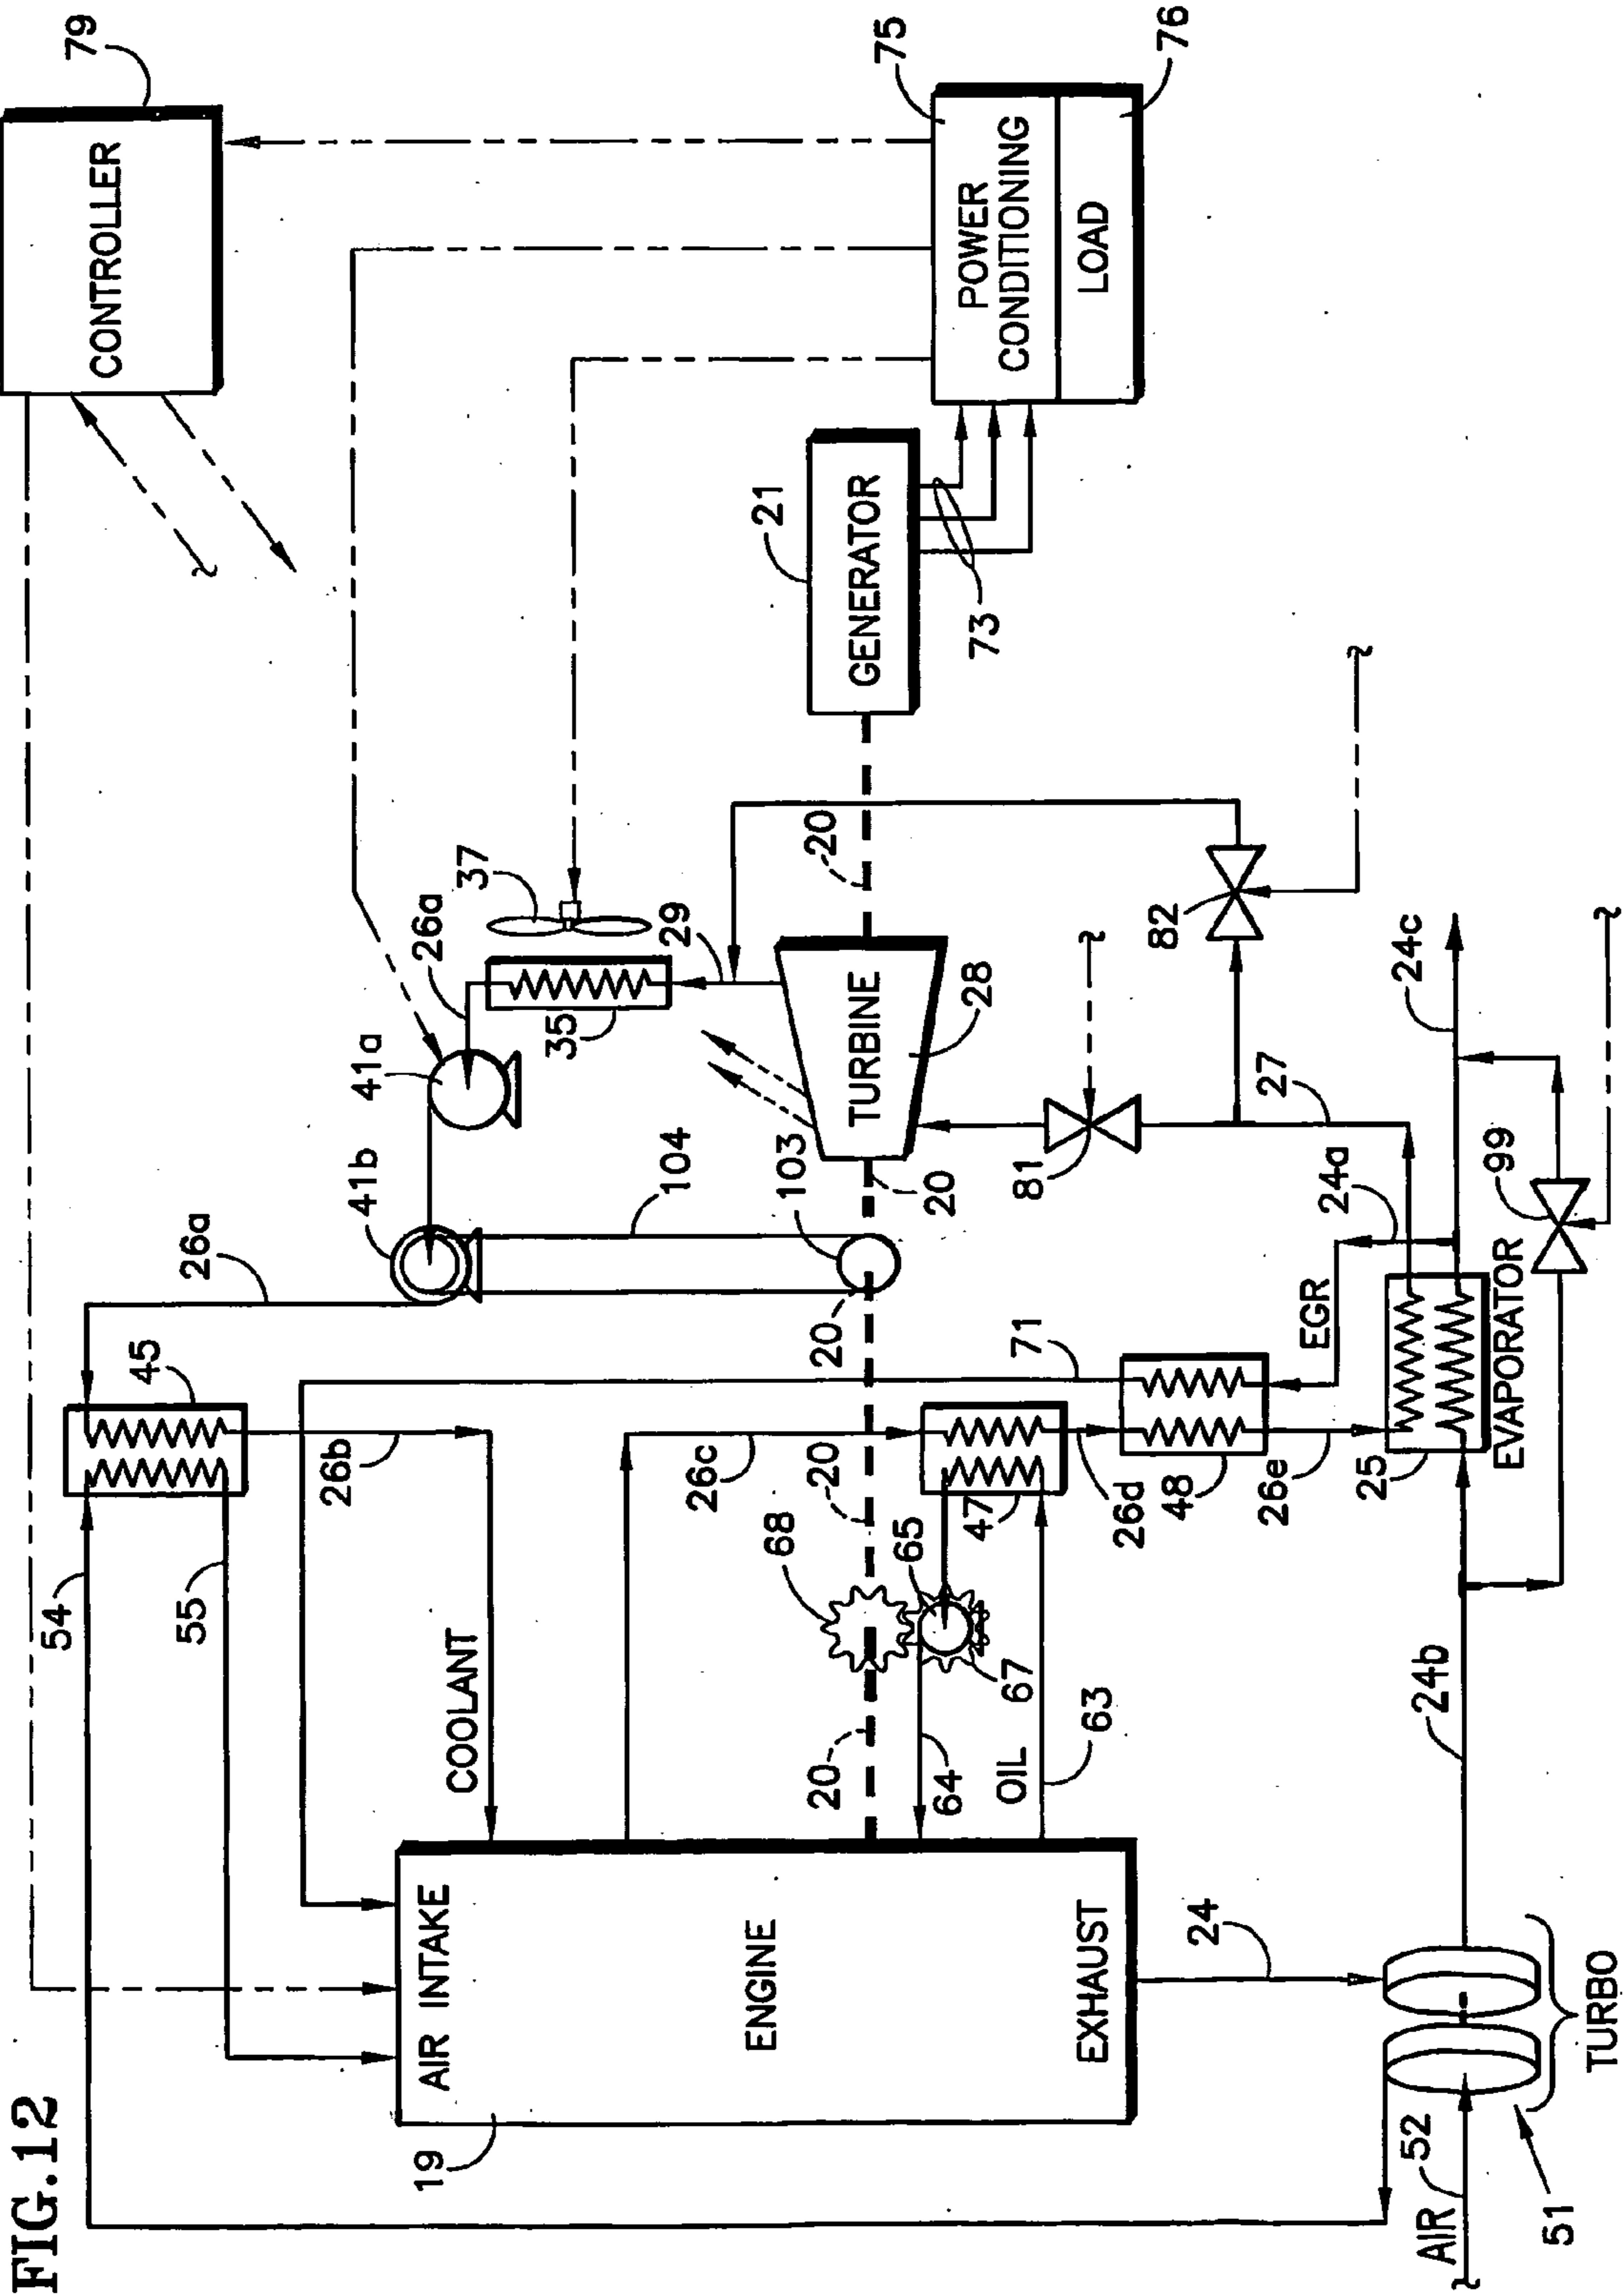 FIG.12
79
CONTROLLER
54
45
55
26a
26b
41b
41a
26a
37
19
AIR INTAKE
COOLANT
35
104
29
26c
21
68
103
20
20
20
20
ENGINE
TURBINE
GENERATOR
75
65
20
64
POWER
CONDITIONING
28
73
47
OIL
67
71
81
LOAD
EXHAUST
63
26d
82
76
48
24
26e
27
EGR
24a
24c
25
24b
AIR
52
99
EVAPORATOR
51
TURBO